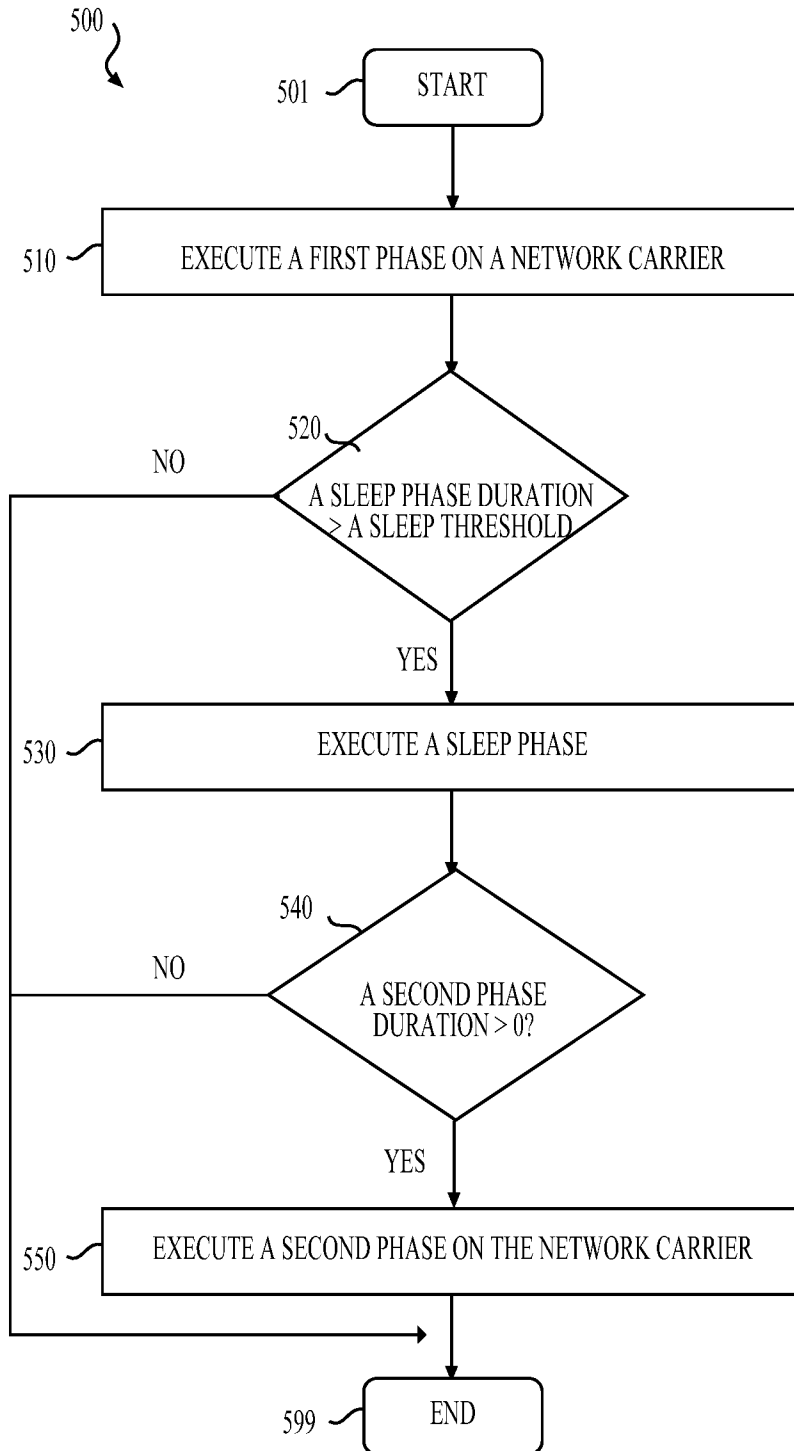 500
501
START
510
EXECUTE A FIRST PHASE ON A NETWORK CARRIER
520
NO
A SLEEP PHASE DURATION
> A SLEEP THRESHOLD
YES
530
EXECUTE A SLEEP PHASE
540
NO
A SECOND PHASE
DURATION > 0?
YES
550
EXECUTE A SECOND PHASE ON THE NETWORK CARRIER
599
END